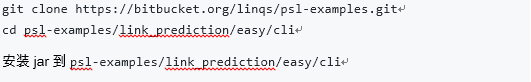 git clone https://bitbucket.org/linqs/psl-examples.git
cd psl-examples/link_prediction/easy/cli
安装 jar 到 psl-examples/link_prediction/easy/cli